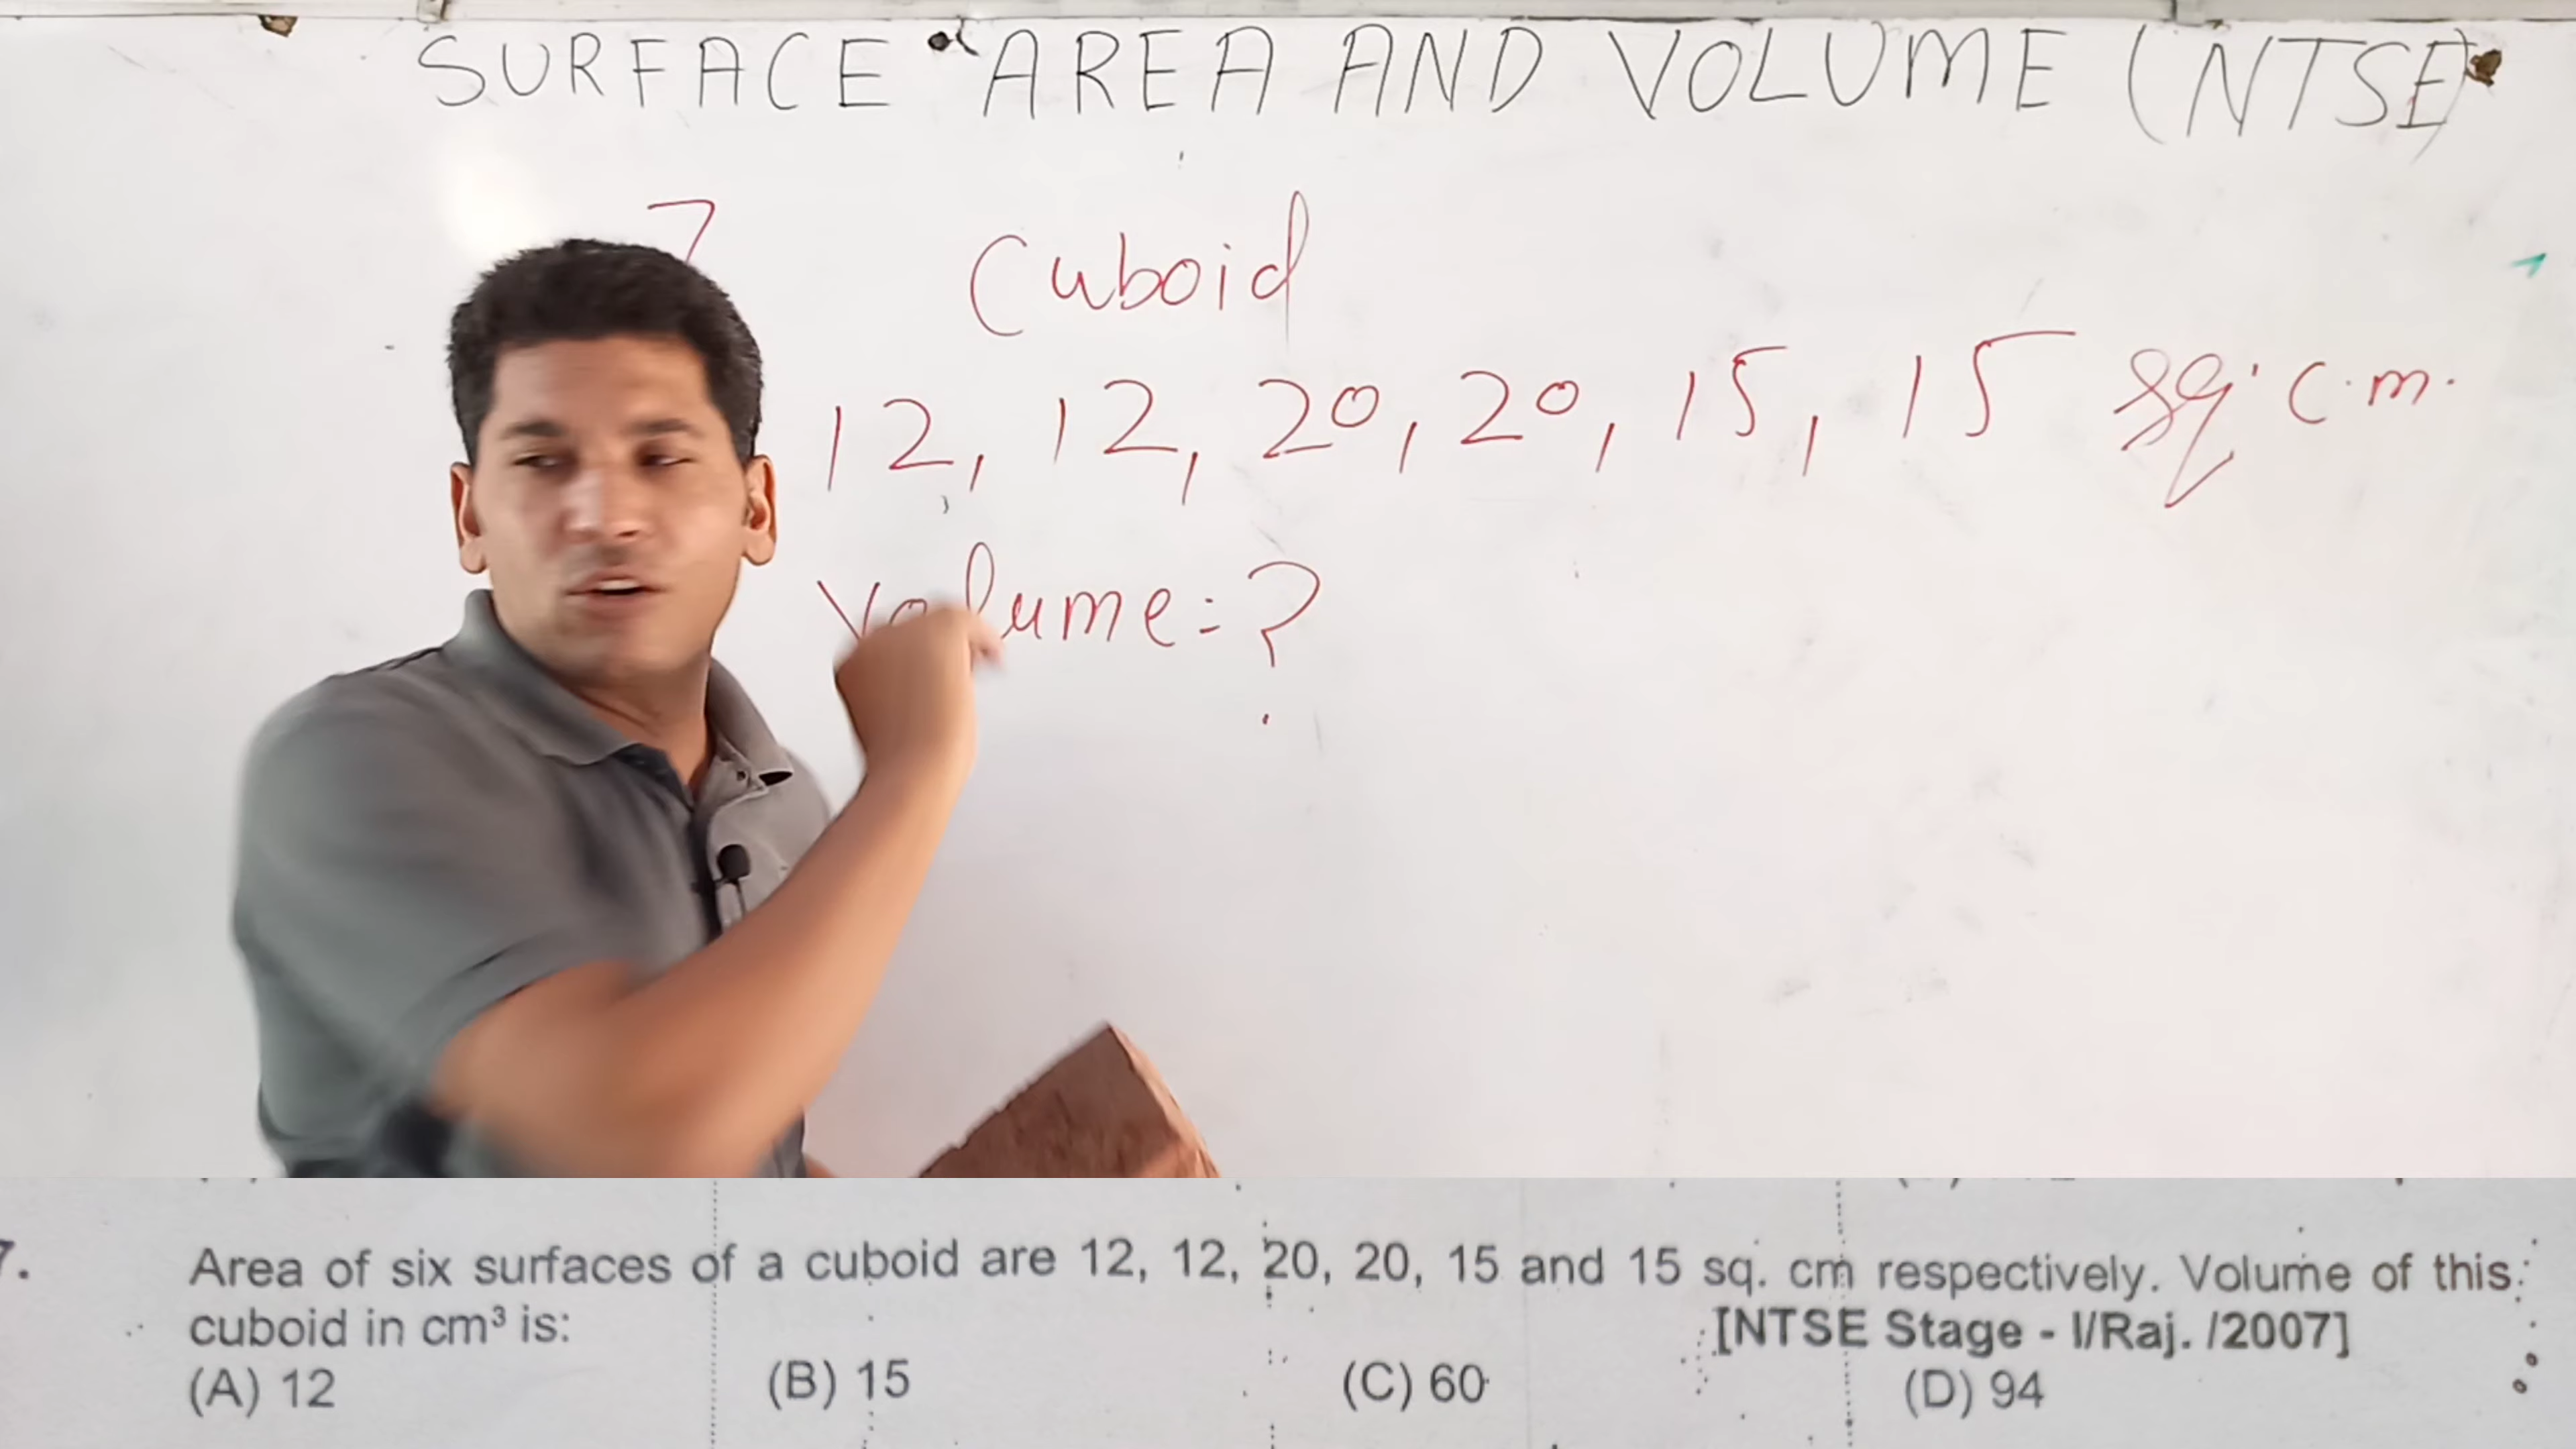 SURFACE AREA AND VOLUME (NTSE)
7
Cuboid
12, 12, 20, 20, 15, 15 sq. c.m.
Volume = ?
7. Area of six surfaces of a cuboid are 12, 12, 20, 20, 15 and 15 sq. cm respectively. Volume of this
cuboid in cm³ is: [NTSE Stage - I/Raj. /2007]
(A) 12 (B) 15 (C) 60 (D) 94